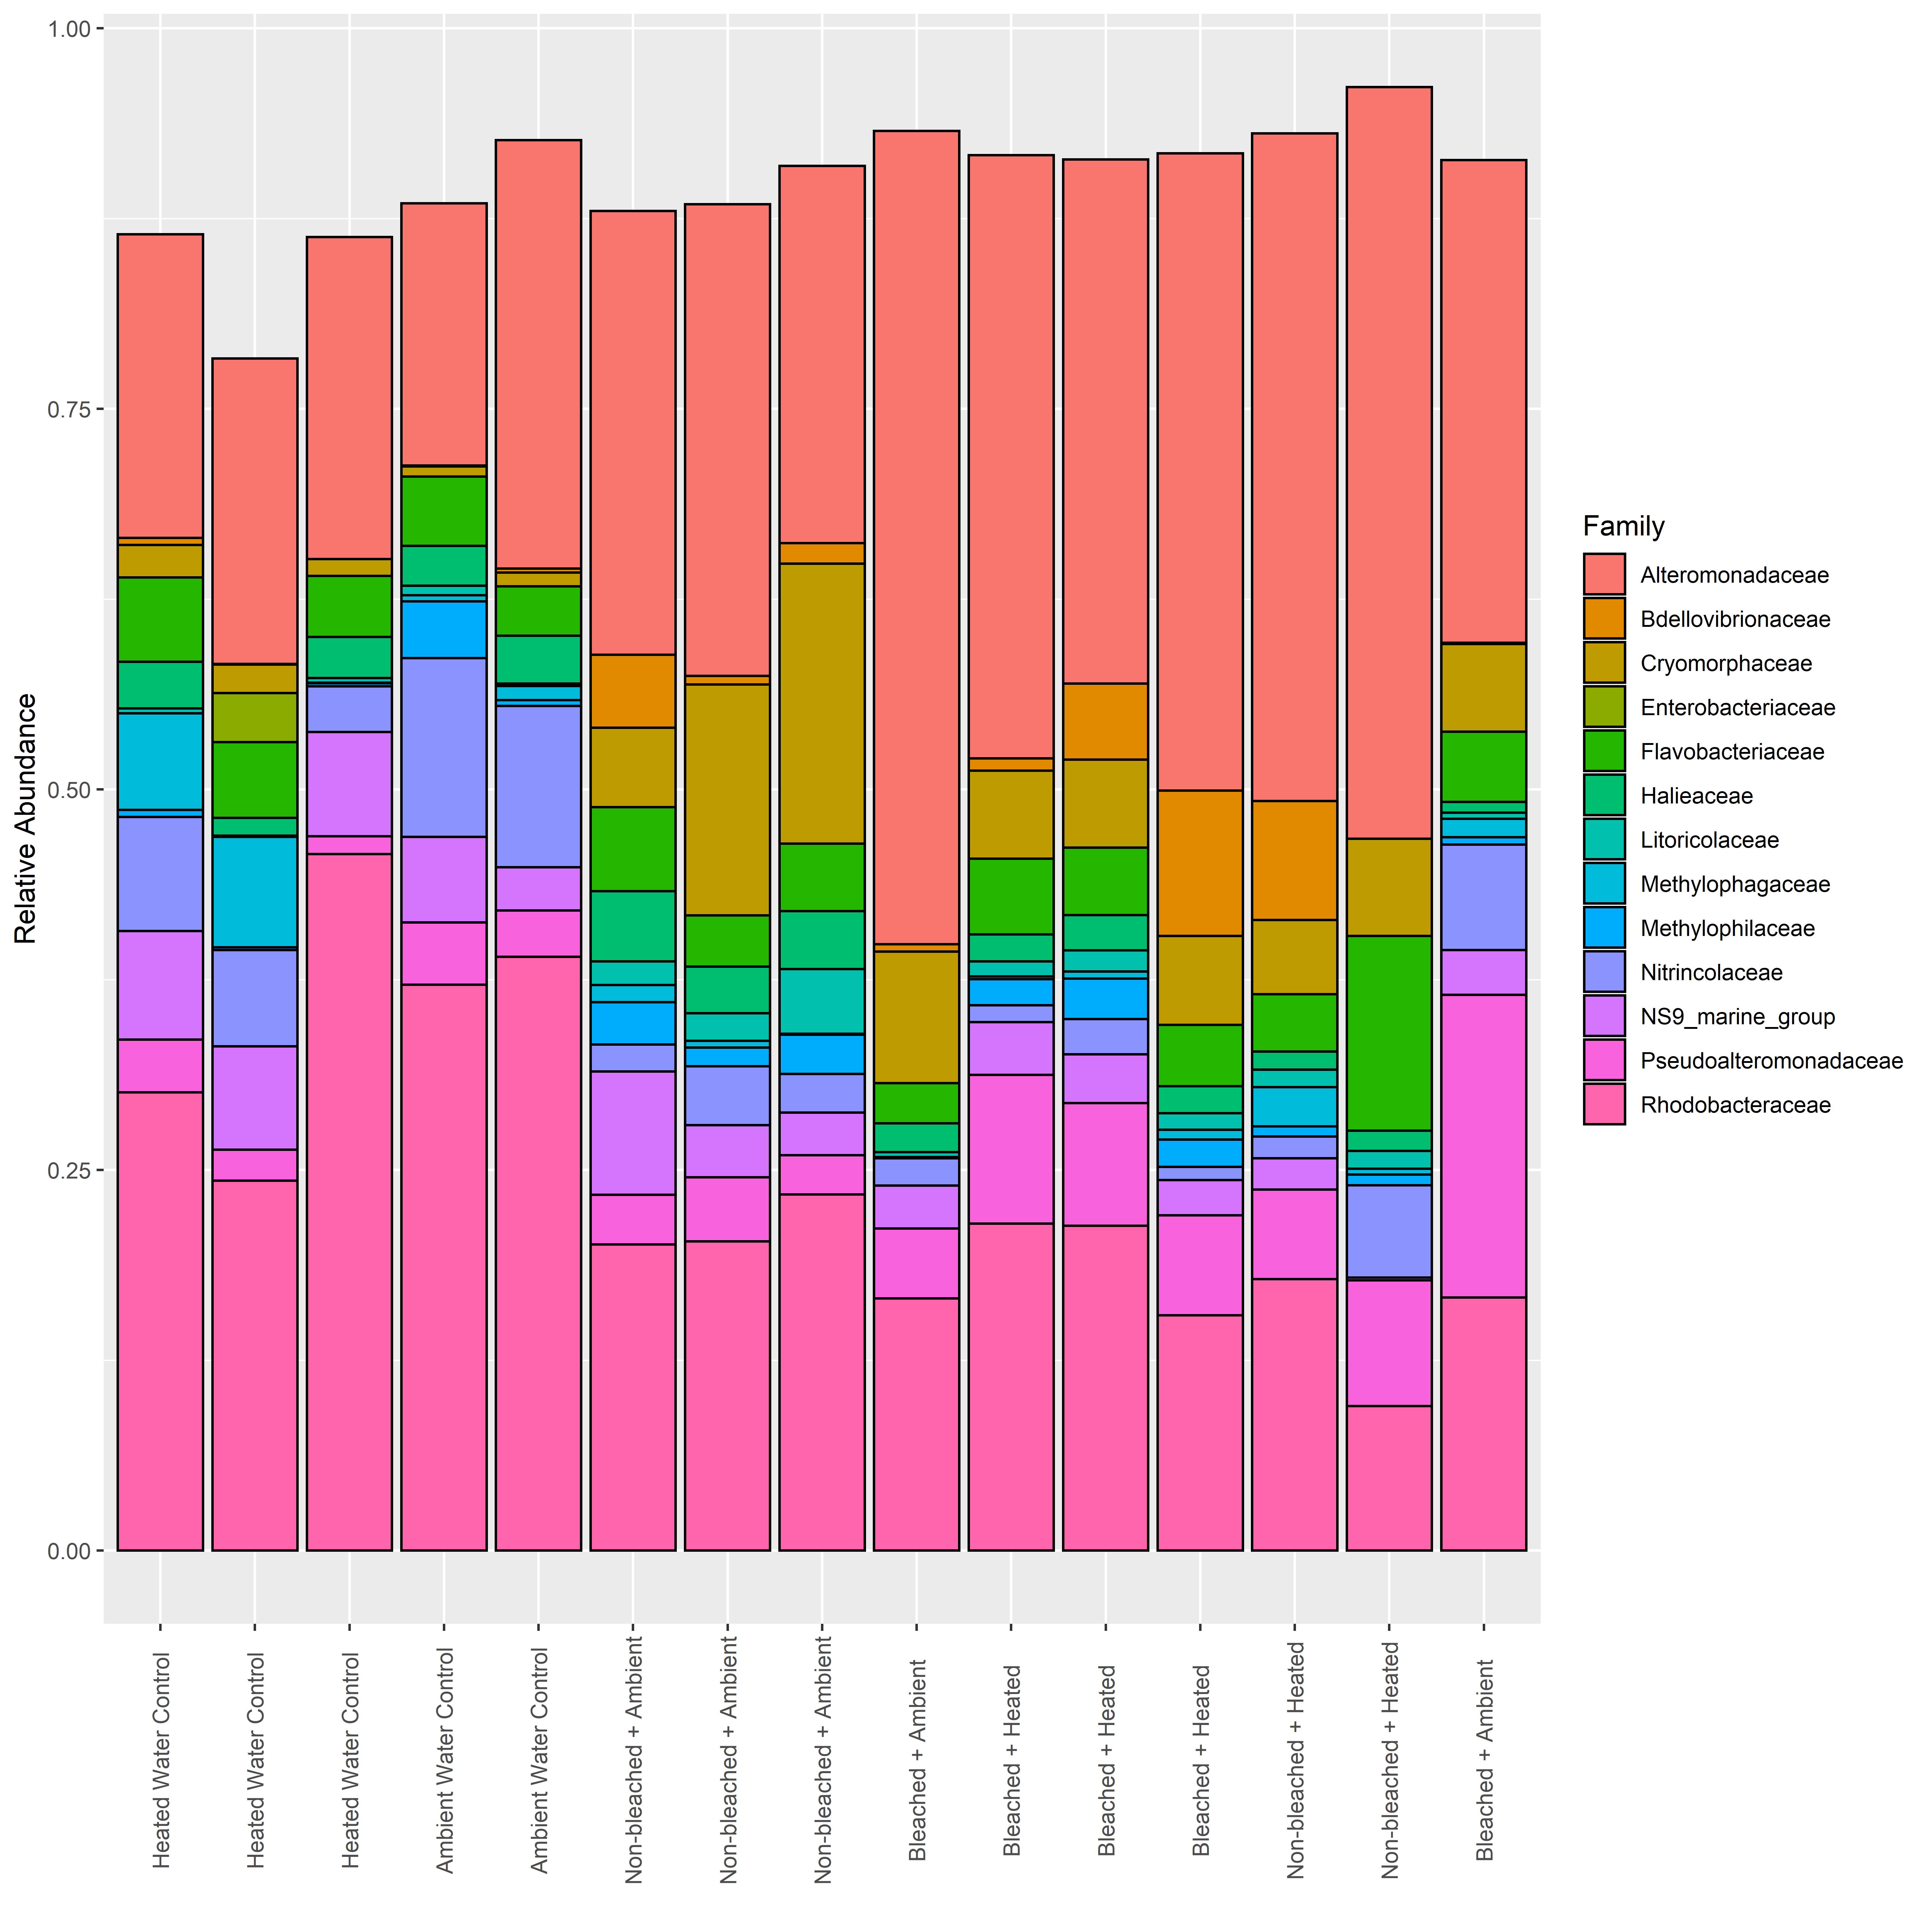 1.00
0.75
0.50
0.25
0.00
Relative Abundance
Heated Water Control
Heated Water Control
Heated Water Control
Ambient Water Control
Ambient Water Control
Non-bleached + Ambient
Non-bleached + Ambient
Non-bleached + Ambient
Bleached + Ambient
Bleached + Heated
Bleached + Heated
Bleached + Heated
Non-bleached + Heated
Non-bleached + Heated
Bleached + Ambient
Family
Alteromonadaceae
Bdellovibrionaceae
Cryomorphaceae
Enterobacteriaceae
Flavobacteriaceae
Halieaceae
Litoricolaceae
Methylophagaceae
Methylophilaceae
Nitrincolaceae
NS9_marine_group
Pseudoalteromonadaceae
Rhodobacteraceae